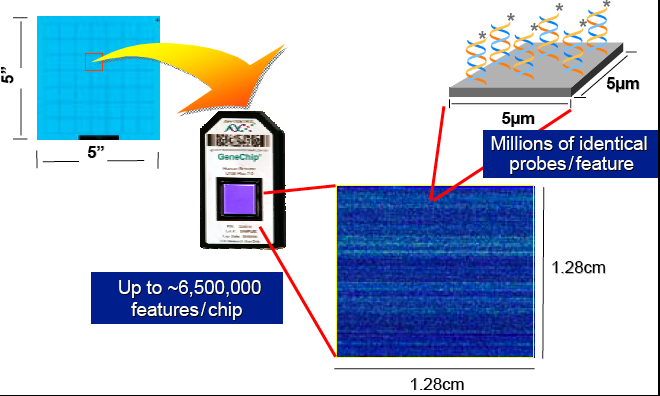 5”
5”
GeneChip®
Up to ~6,500,000
features/chip
* * * * *
5µm
5µm
Millions of identical
probes/feature
1.28cm
1.28cm